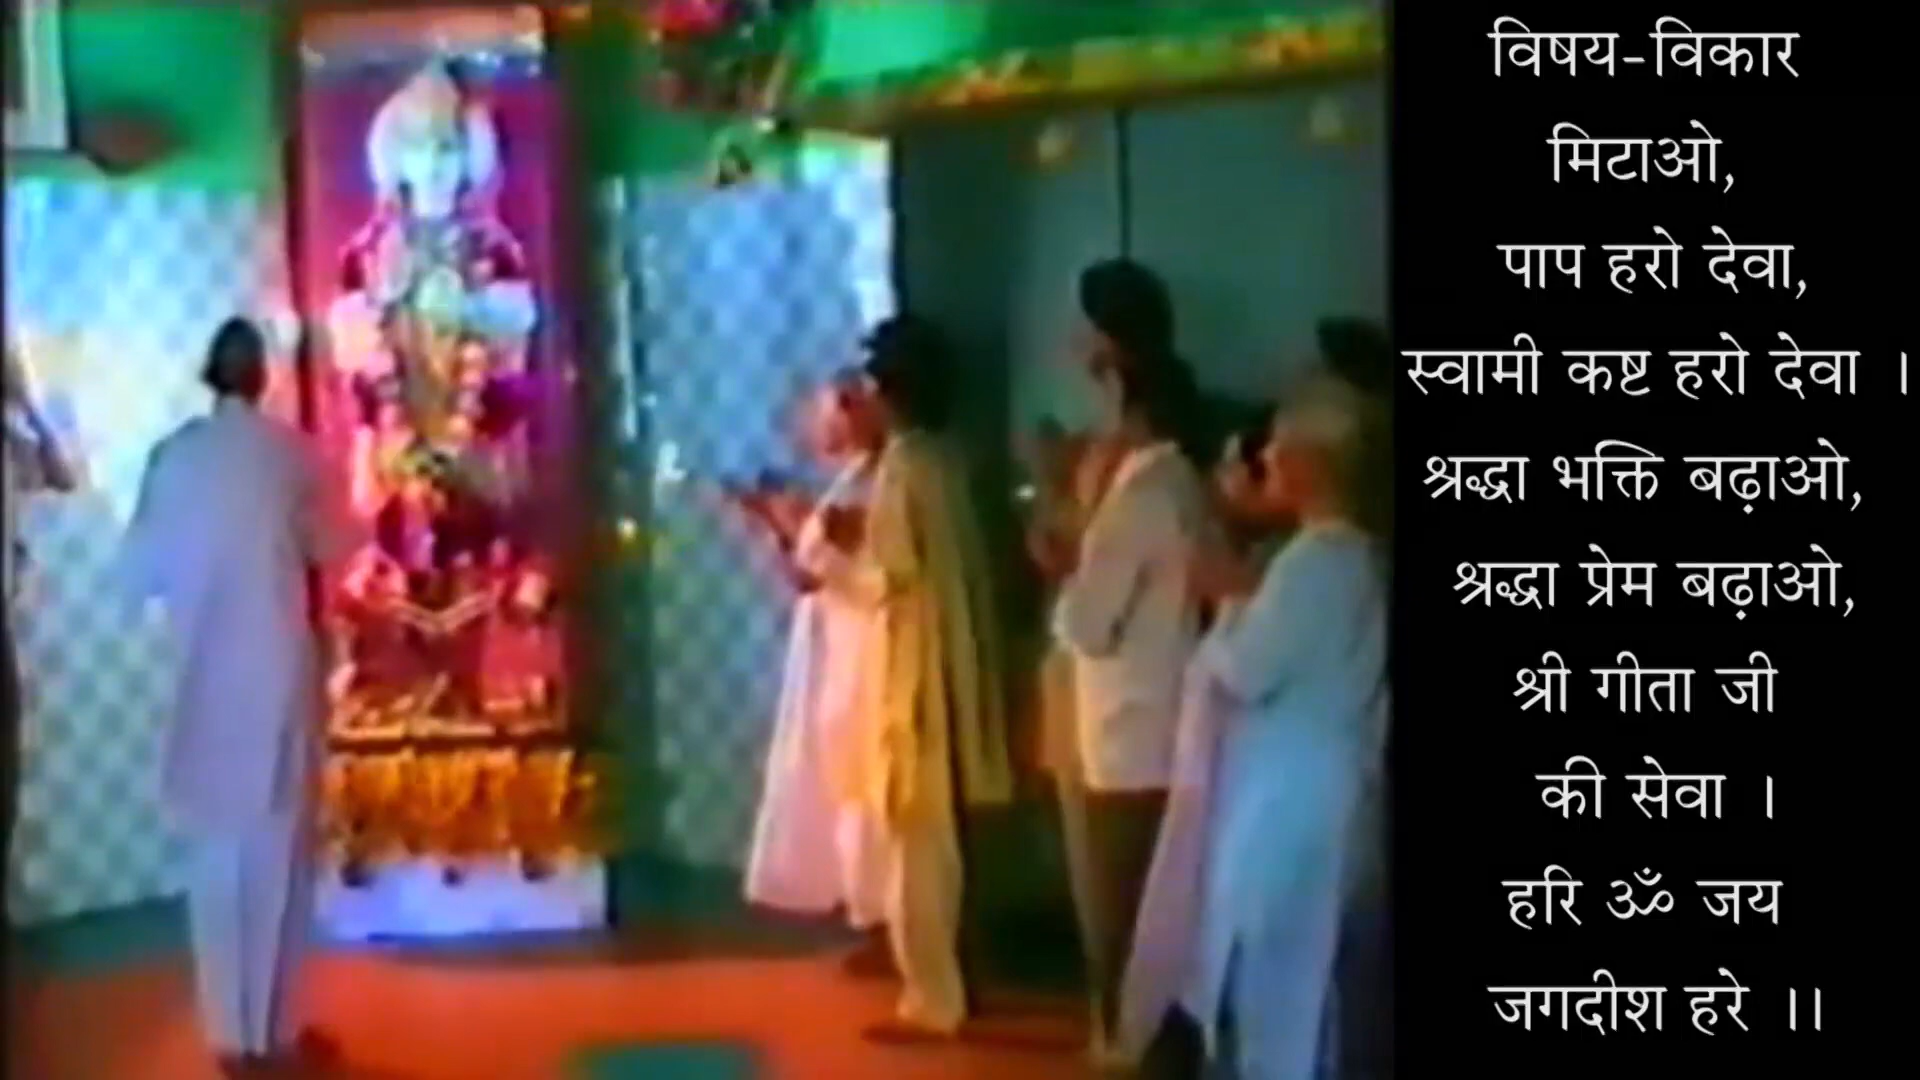 विषय-विकार
मिटाओ,
पाप हरो देवा,
स्वामी कष्ट हरो देवा ।
श्रद्धा भक्ति बढ़ाओ,
श्रद्धा प्रेम बढ़ाओ,
श्री गीता जी
की सेवा ।
हरि ॐ जय
जगदीश हरे ।।